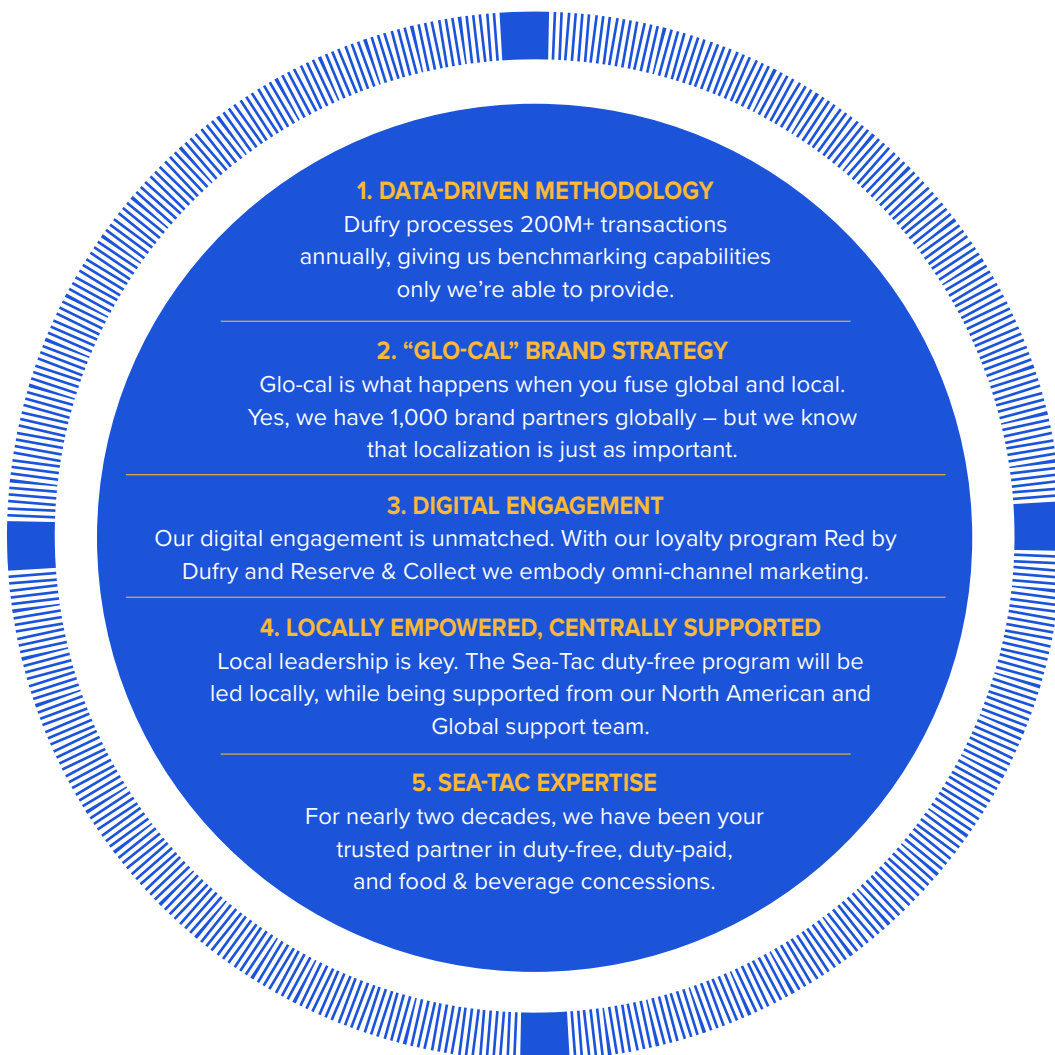 1. DATA-DRIVEN METHODOLOGY
Dufry processes 200M+ transactions
annually, giving us benchmarking capabilities
only we’re able to provide.
2. “GLO-CAL” BRAND STRATEGY
Glo-cal is what happens when you fuse global and local.
Yes, we have 1,000 brand partners globally – but we know
that localization is just as important.
3. DIGITAL ENGAGEMENT
Our digital engagement is unmatched. With our loyalty program Red by
Dufry and Reserve & Collect we embody omni-channel marketing.
4. LOCALLY EMPOWERED, CENTRALLY SUPPORTED
Local leadership is key. The Sea-Tac duty-free program will be
led locally, while being supported from our North American and
Global support team.
5. SEA-TAC EXPERTISE
For nearly two decades, we have been your
trusted partner in duty-free, duty-paid,
and food & beverage concessions.